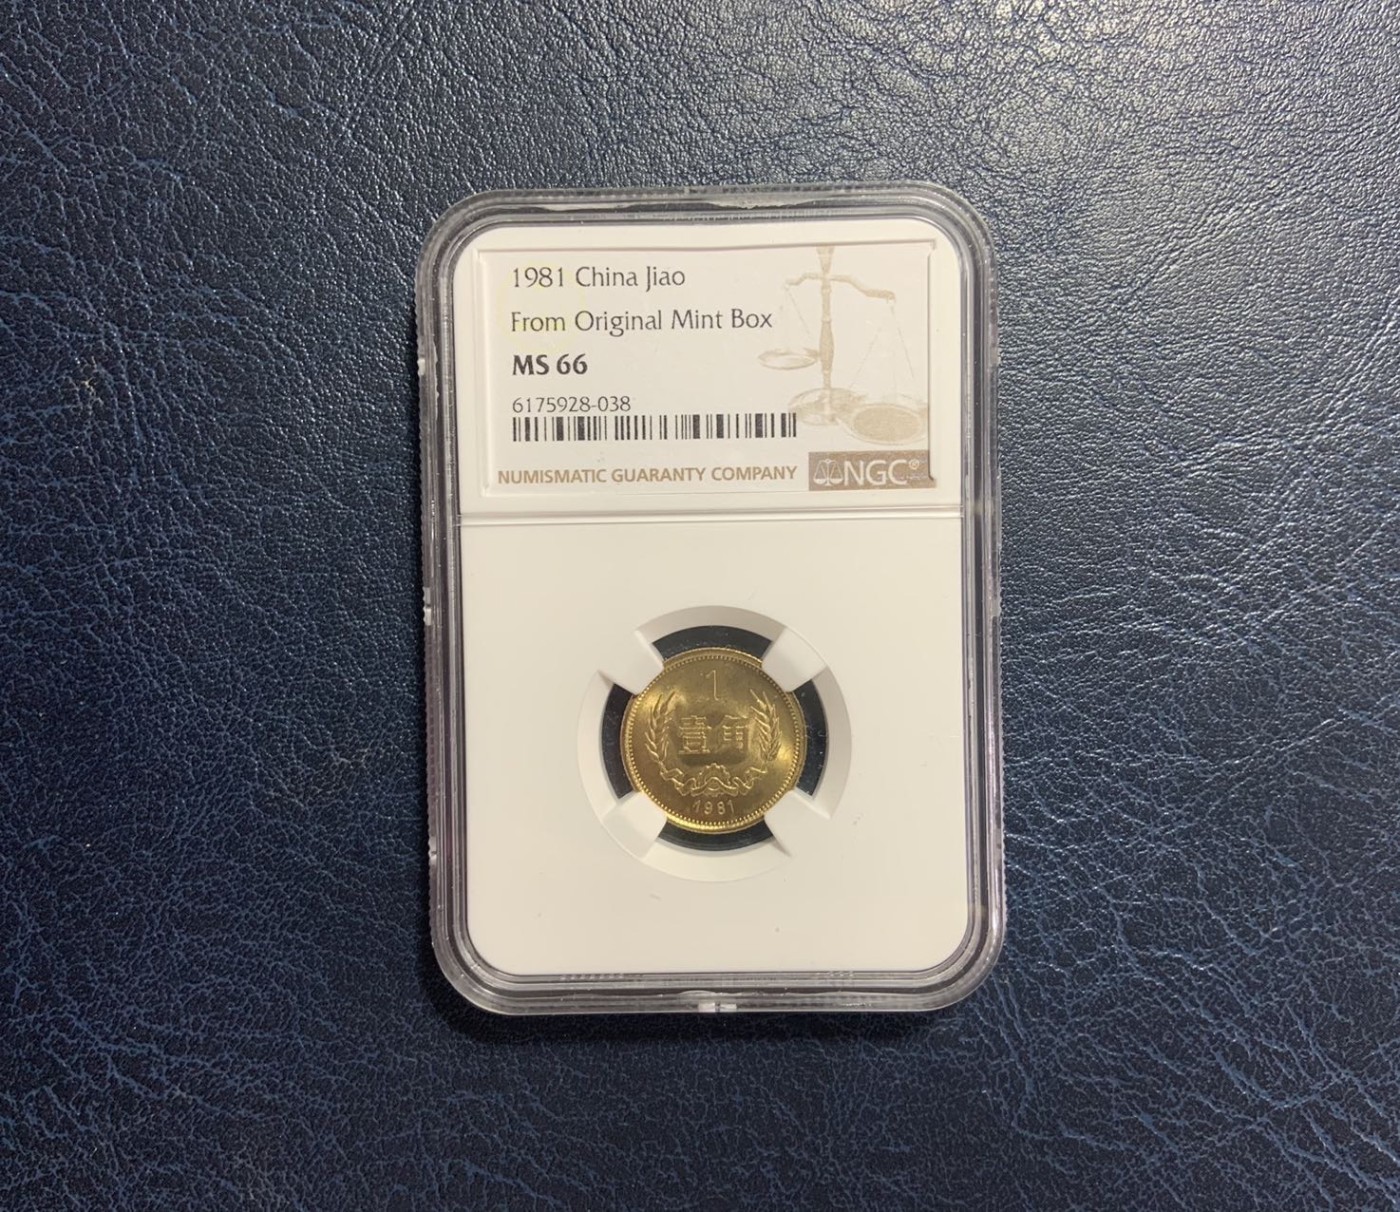 1981 China Jiao
From Original Mint Box
MS 66
6175928-038
NUMISMATIC GUARANTY COMPANY
NGC®
1
壹角
1981